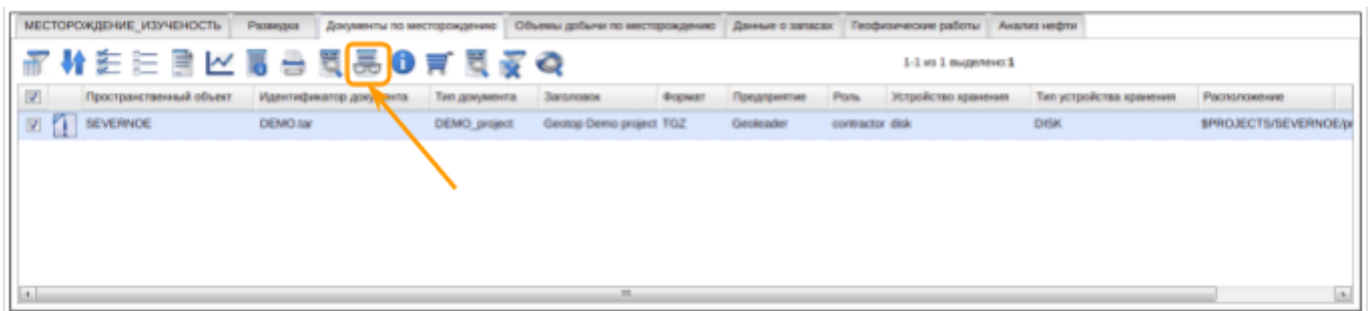 МЕСТОРОЖДЕНИЕ_ИЗУЧЕНОСТЬ Разведка Документы по месторождению Объемы добычи по месторождению Данные о запасах Геофизические работы Анализ нефти
1-1 из 1 выделено:1
Пространственный объект Идентификатор документа Тип документа Заголовок Формат Предприятие Роль Устройство хранения Тип устройства хранения Расположение
SEVERNOE DEMO.tar DEMO_project Geotop Demo project TGZ Geoleader contractor disk DISK $PROJECTS/SEVERNOE/pr